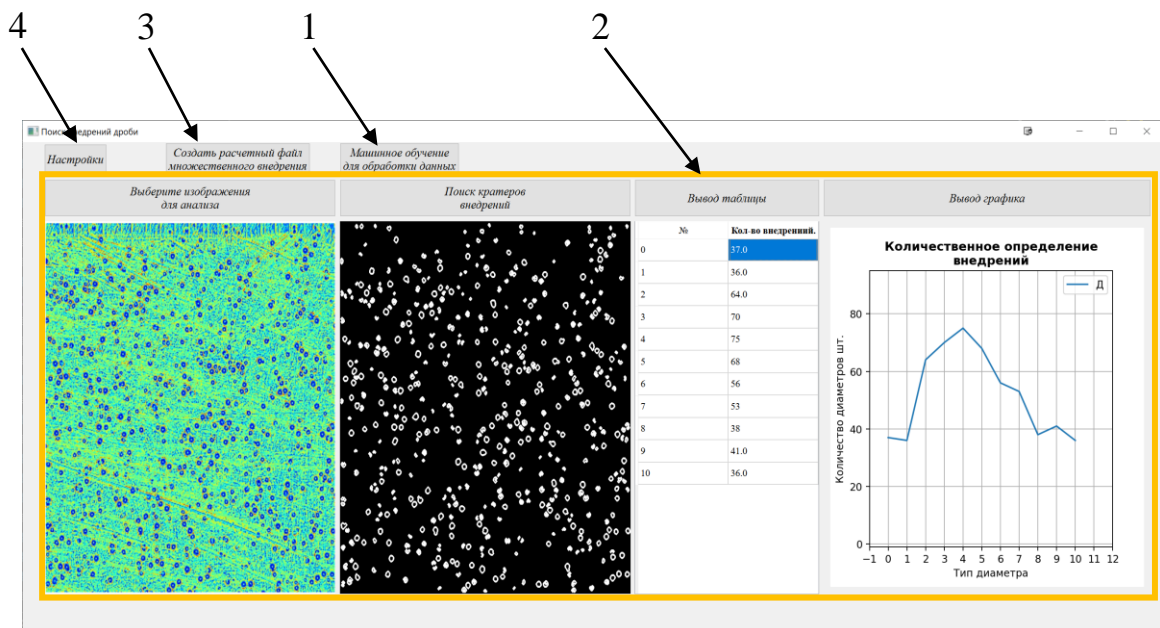 4 3 1 2
Поиск внедрений дроби
Настройки
Создать расчетный файл
множественного внедрения
Машинное обучение
для обработки данных
Выберите изображения
для анализа
Поиск кратеров
внедрений
Вывод таблицы
Вывод графика
№ Кол-во внедренний.
0 37.0
1 36.0
2 64.0
3 70
4 75
5 68
6 56
7 53
8 38
9 41.0
10 36.0
Количественное определение
внедрений
Д
Количество диаметров шт.
80
60
40
20
0
−1 0 1 2 3 4 5 6 7 8 9 10 11 12
Тип диаметра